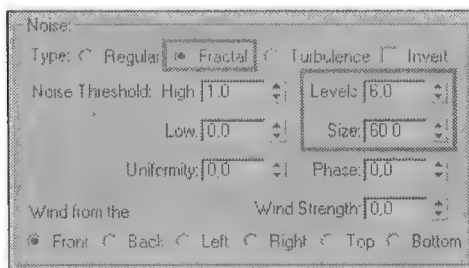 Noise:
Type: Regular Fractal Turbulence Invert
Noise Threshold: High 1.0 Levels: 6.0
Low: 0.0 Size: 60.0
Uniformity: 0.0 Phase: 0.0
Wind from the Wind Strength: 0.0
Front Back Left Right Top Bottom